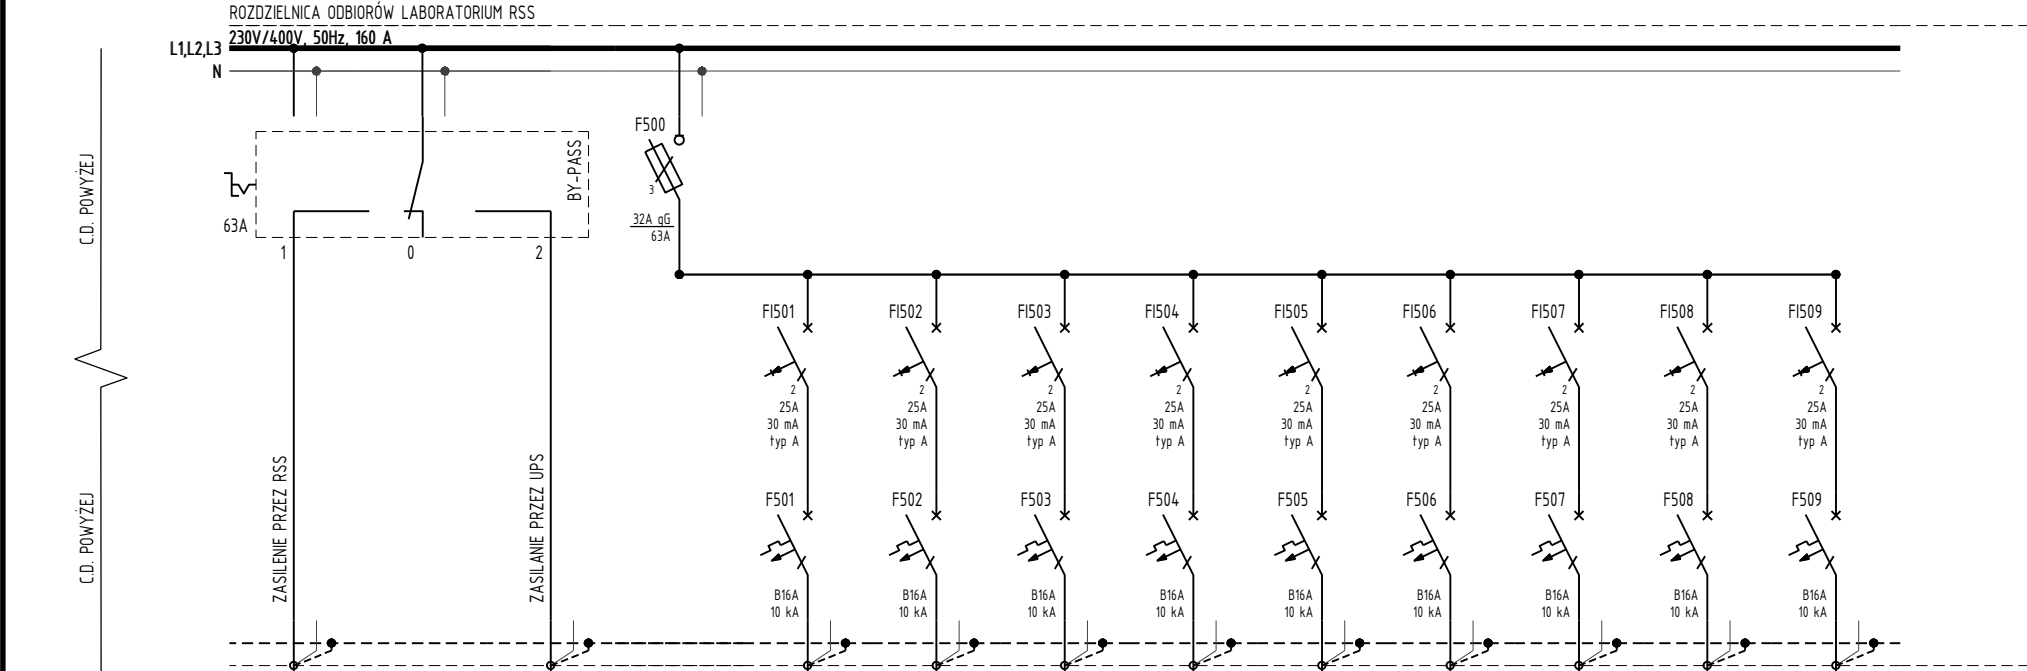 ROZDZIELNICA ODBIORÓW LABORATORIUM RSS
230V/400V, 50Hz, 160 A
L1,L2,L3
N
C.D. POWYŻEJ
C.D. POWYŻEJ
BY-PASS
63A
1
0
2
ZASILENIE PRZEZ RSS
ZASILANIE PRZEZ UPS
F500
3
32A gG
63A
FI501 FI502 FI503 FI504 FI505 FI506 FI507 FI508 FI509
2 2 2 2 2 2 2 2 2
25A 25A 25A 25A 25A 25A 25A 25A 25A
30 mA 30 mA 30 mA 30 mA 30 mA 30 mA 30 mA 30 mA 30 mA
typ A typ A typ A typ A typ A typ A typ A typ A typ A
F501 F502 F503 F504 F505 F506 F507 F508 F509
B16A B16A B16A B16A B16A B16A B16A B16A B16A
10 kA 10 kA 10 kA 10 kA 10 kA 10 kA 10 kA 10 kA 10 kA